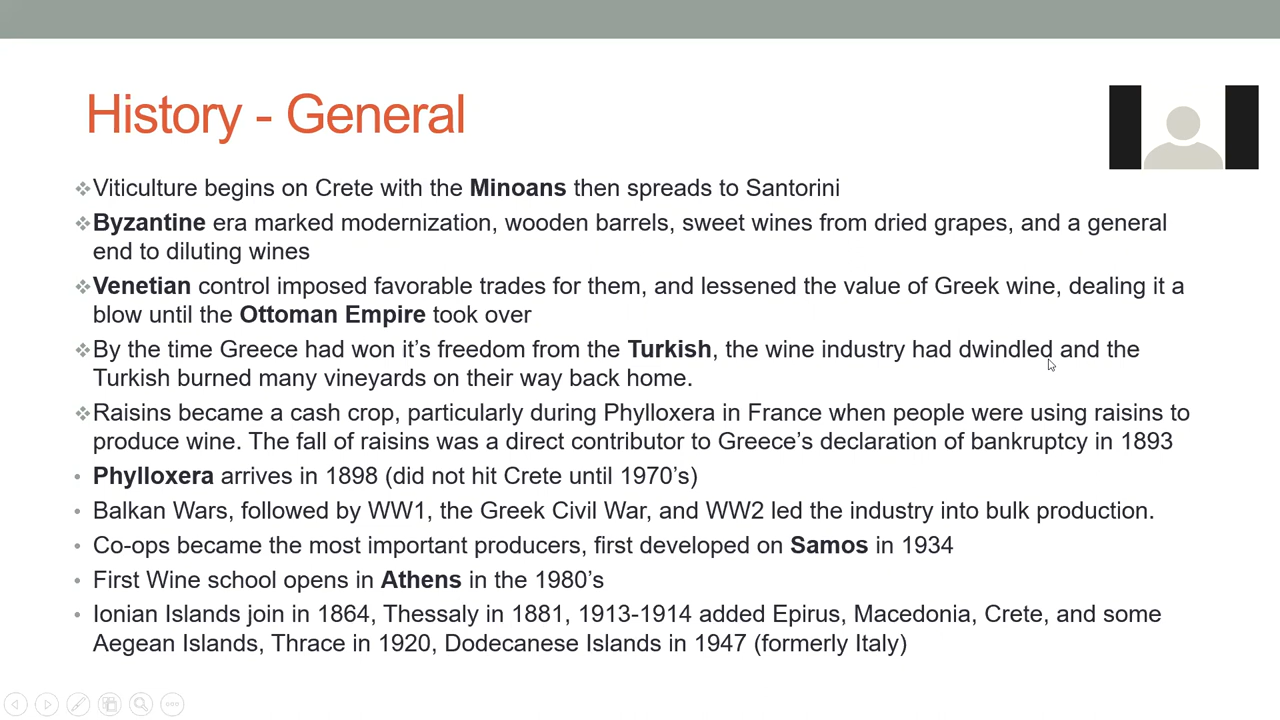 History - General
Viticulture begins on Crete with the Minoans then spreads to Santorini
Byzantine era marked modernization, wooden barrels, sweet wines from dried grapes, and a general
end to diluting wines
Venetian control imposed favorable trades for them, and lessened the value of Greek wine, dealing it a
blow until the Ottoman Empire took over
By the time Greece had won it’s freedom from the Turkish, the wine industry had dwindled and the
Turkish burned many vineyards on their way back home.
Raisins became a cash crop, particularly during Phylloxera in France when people were using raisins to
produce wine. The fall of raisins was a direct contributor to Greece’s declaration of bankruptcy in 1893
Phylloxera arrives in 1898 (did not hit Crete until 1970’s)
Balkan Wars, followed by WW1, the Greek Civil War, and WW2 led the industry into bulk production.
Co-ops became the most important producers, first developed on Samos in 1934
First Wine school opens in Athens in the 1980’s
Ionian Islands join in 1864, Thessaly in 1881, 1913-1914 added Epirus, Macedonia, Crete, and some
Aegean Islands, Thrace in 1920, Dodecanese Islands in 1947 (formerly Italy)